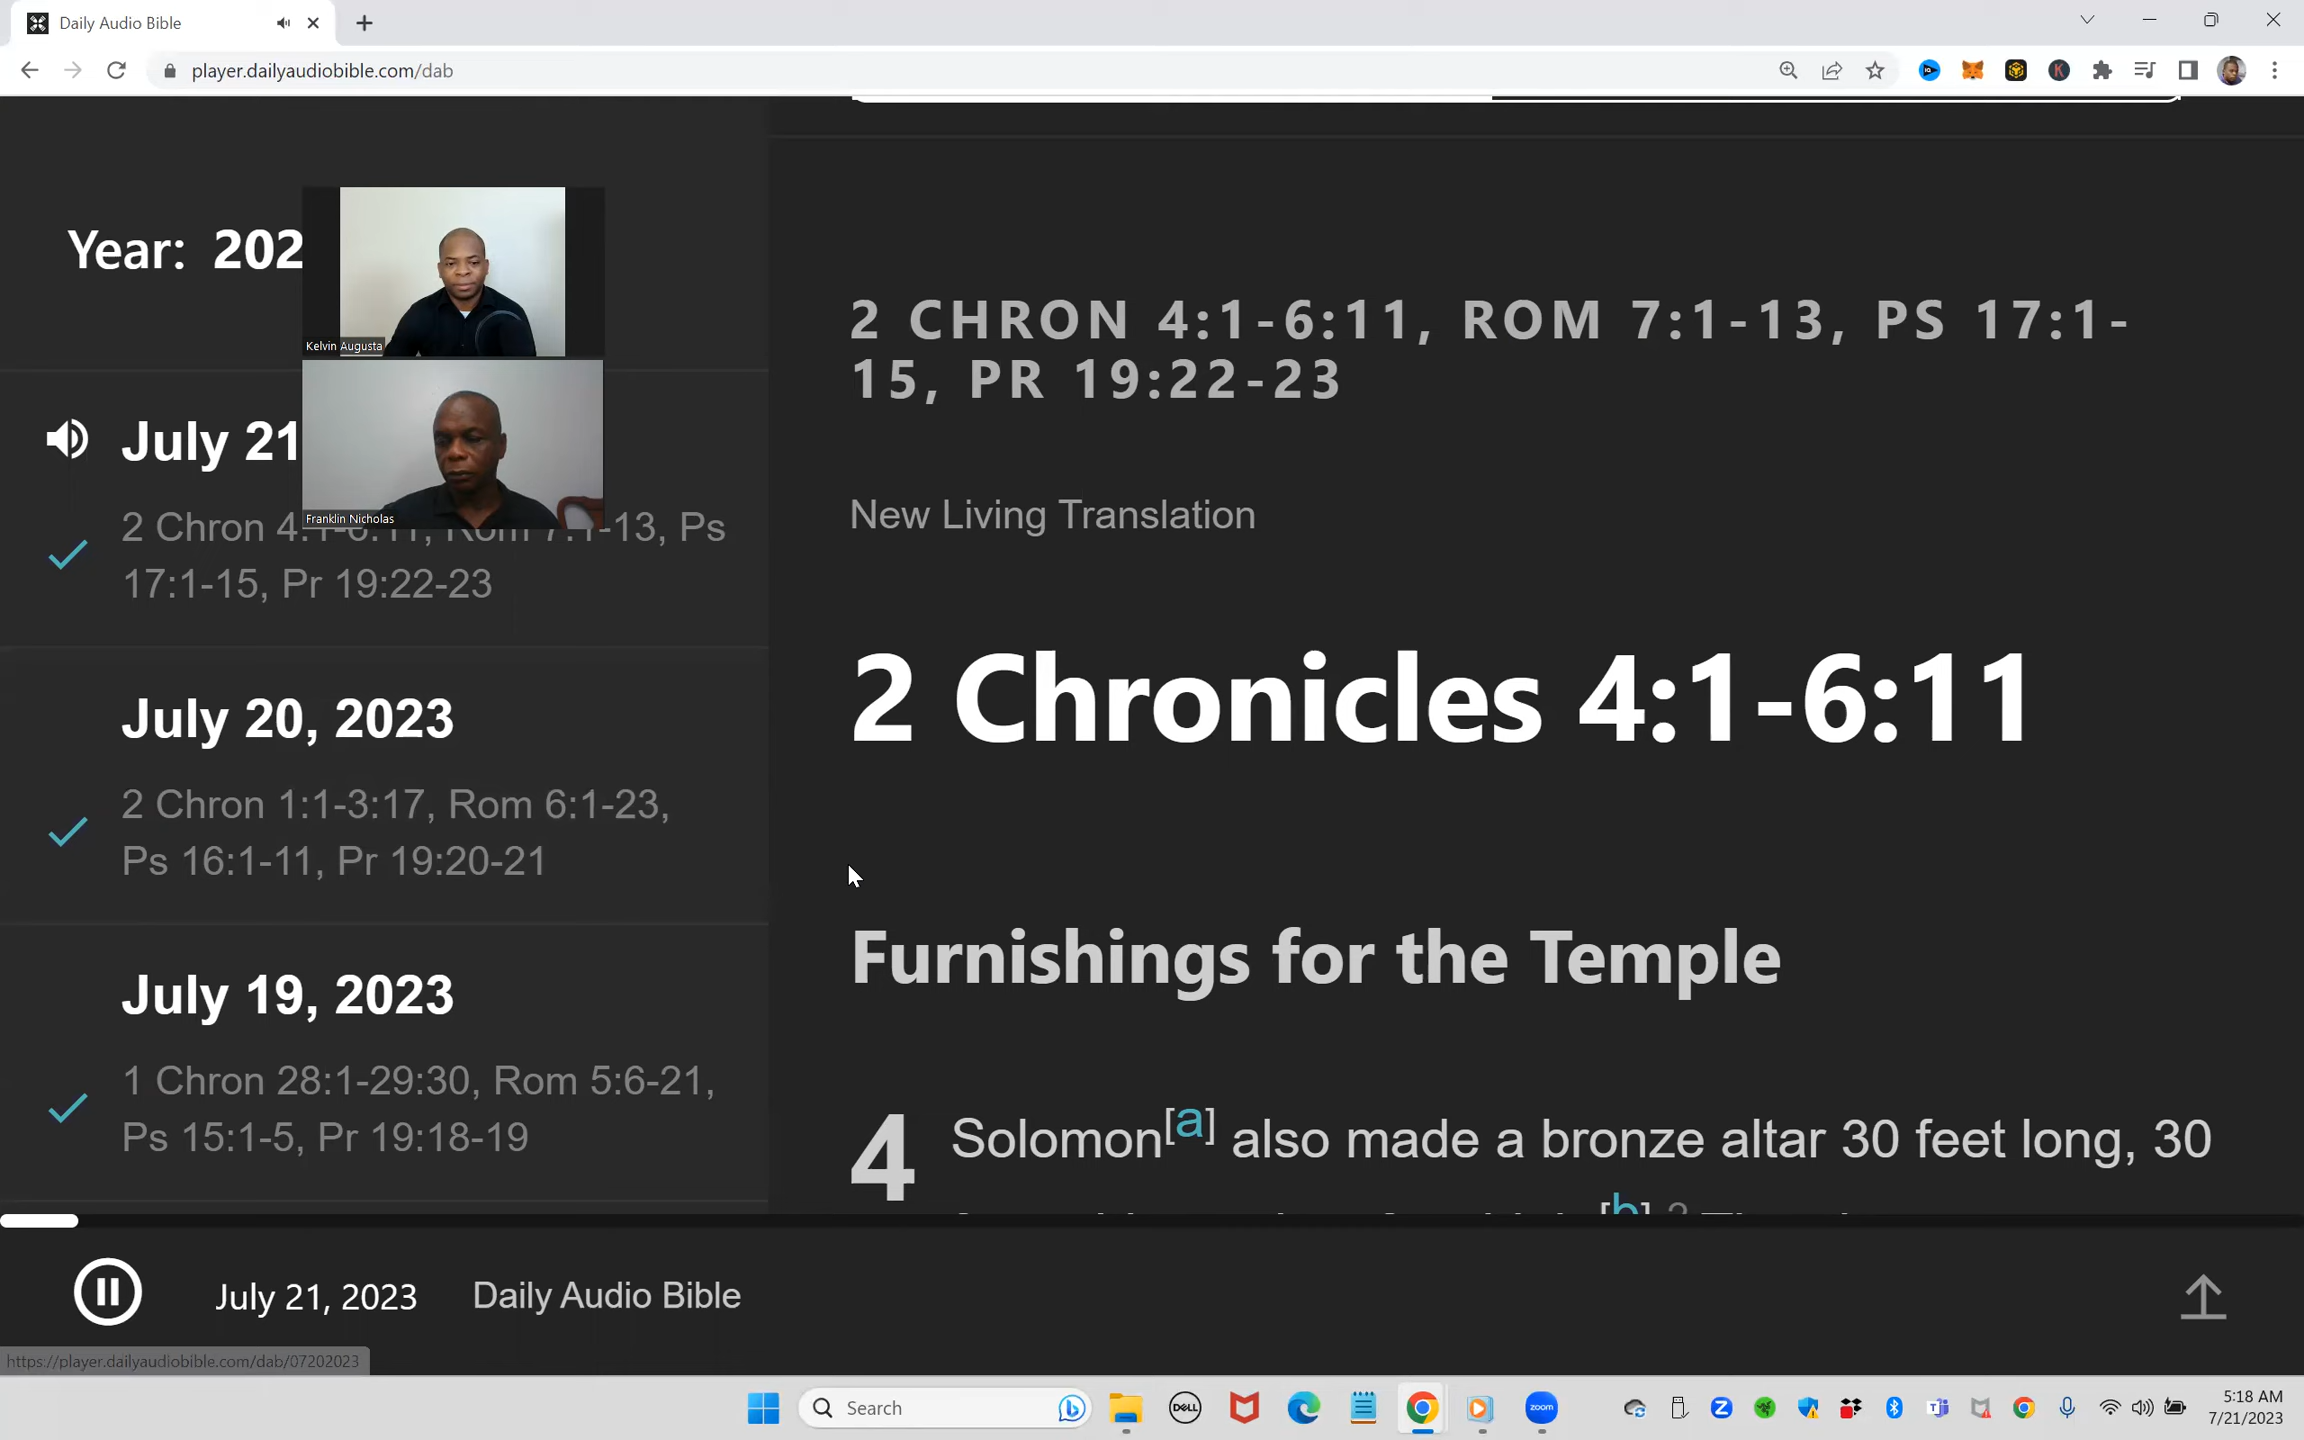 Daily Audio Bible
player.dailyaudiobible.com/dab
Year: 202
Kelvin Augusta
Franklin Nicholas
July 21
2 Chron 4:1-6:11, Rom 7:1-13, Ps
17:1-15, Pr 19:22-23
July 20, 2023
2 Chron 1:1-3:17, Rom 6:1-23,
Ps 16:1-11, Pr 19:20-21
July 19, 2023
1 Chron 28:1-29:30, Rom 5:6-21,
Ps 15:1-5, Pr 19:18-19
2 CHRON 4:1-6:11, ROM 7:1-13, PS 17:1-
15, PR 19:22-23
New Living Translation
2 Chronicles 4:1-6:11
Furnishings for the Temple
4 Solomon[a] also made a bronze altar 30 feet long, 30
[b] 2
July 21, 2023 Daily Audio Bible
https://player.dailyaudiobible.com/dab/07202023
Search
DELL
zoom
5:18 AM
7/21/2023